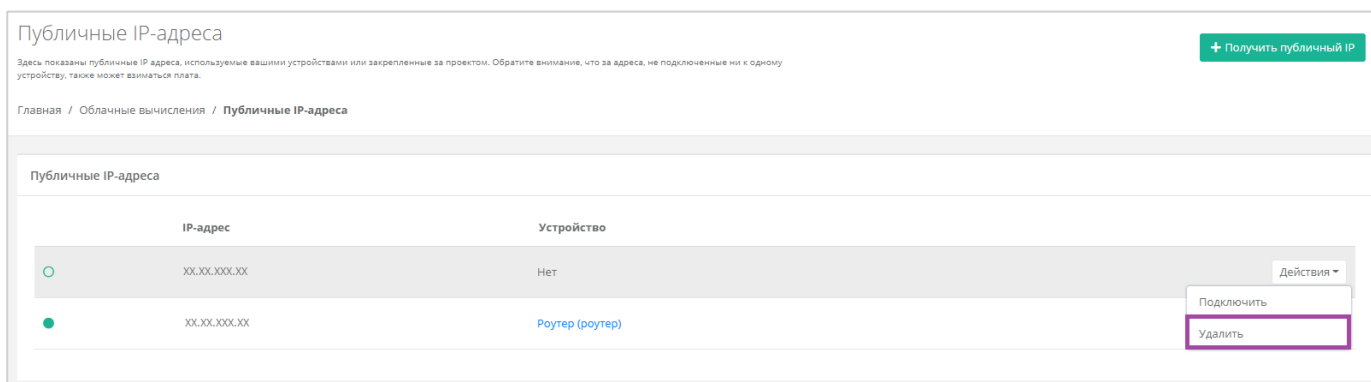 Публичные IP-адреса
+ Получить публичный IP
Здесь показаны публичные IP адреса, используемые вашими устройствами или закрепленные за проектом. Обратите внимание, что за адреса, не подключенные ни к одному
устройству, также может взиматься плата.
Главная / Облачные вычисления / Публичные IP-адреса
Публичные IP-адреса
IP-адрес Устройство
XX.XX.XXX.XX Нет Действия
Подключить
XX.XX.XXX.XX Роутер (роутер)
Удалить